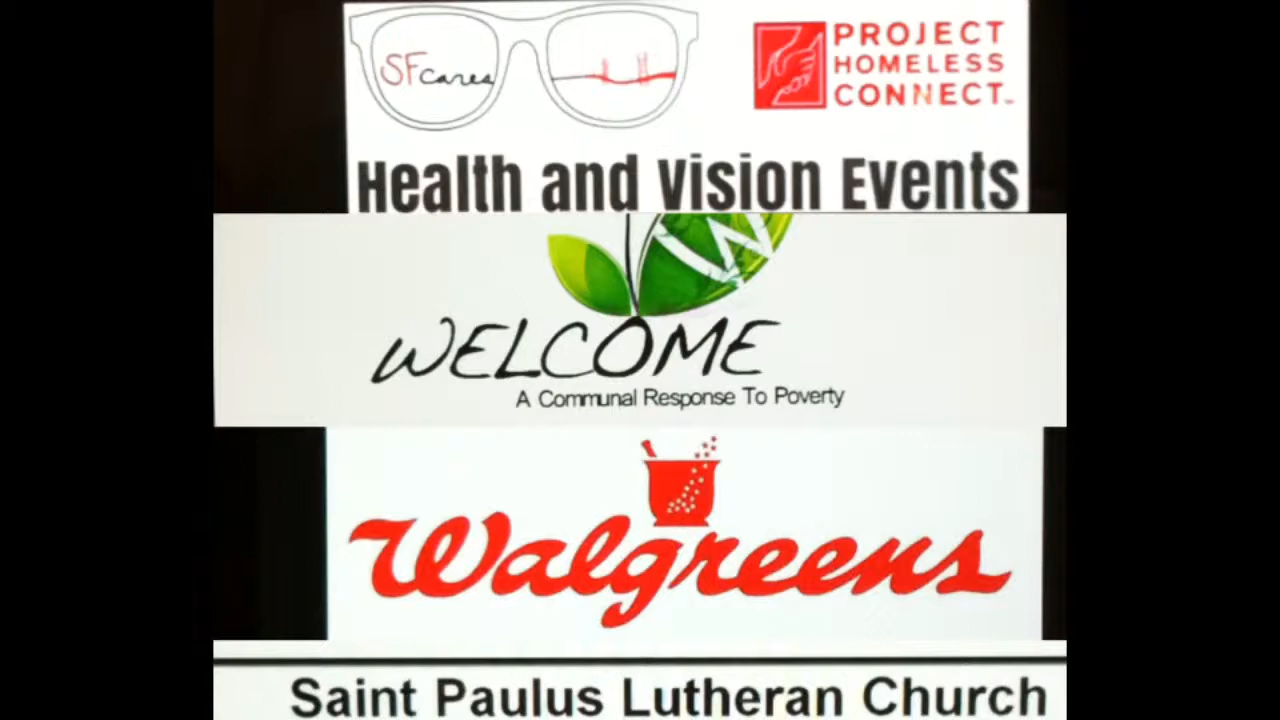 SFcares
PROJECT
HOMELESS
CONNECT
Health and Vision Events
W
WELCOME
A Communal Response To Poverty
Walgreens
Saint Paulus Lutheran Church